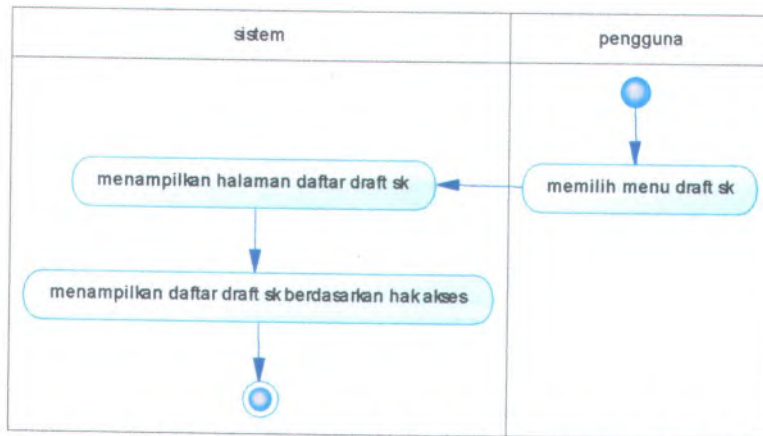 sistem
pengguna
menampilkan halaman daftar draft sk
memilih menu draft sk
menampilkan daftar draft sk berdasarkan hak akses